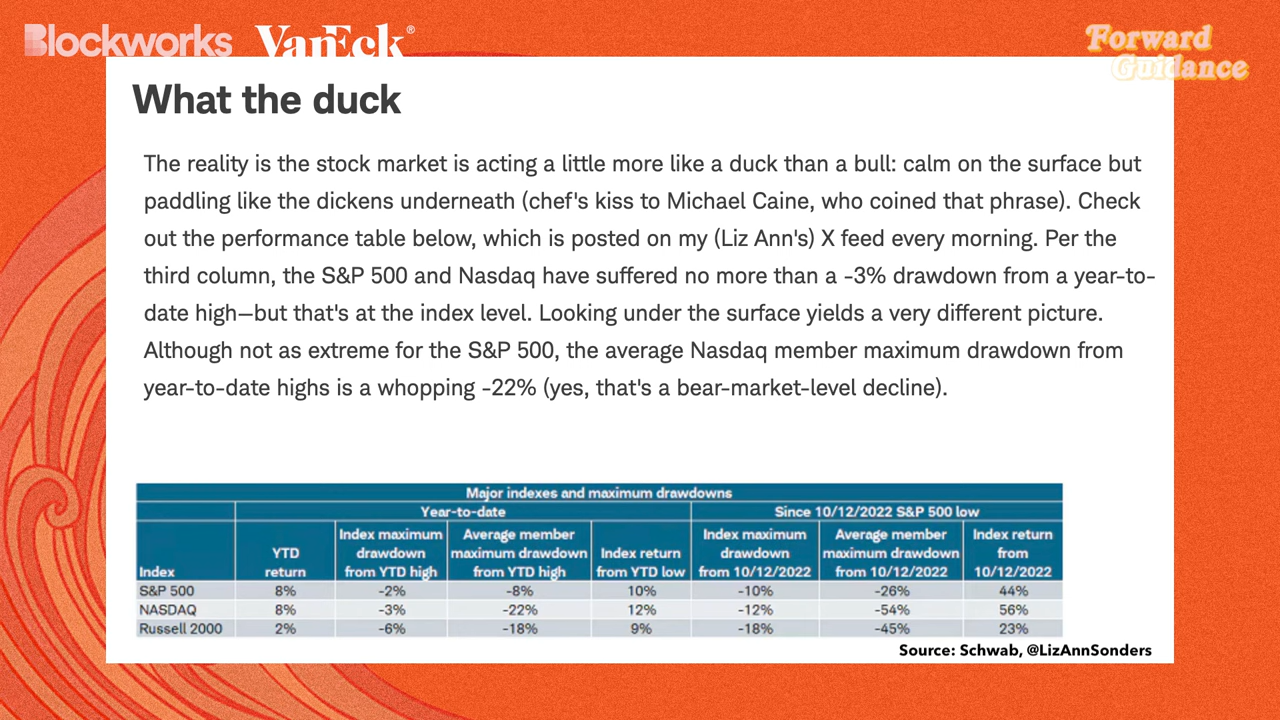 Blockworks VanEck® Forward
Guidance
What the duck
The reality is the stock market is acting a little more like a duck than a bull: calm on the surface but
paddling like the dickens underneath (chef's kiss to Michael Caine, who coined that phrase). Check
out the performance table below, which is posted on my (Liz Ann's) X feed every morning. Per the
third column, the S&P 500 and Nasdaq have suffered no more than a -3% drawdown from a year-to-
date high—but that's at the index level. Looking under the surface yields a very different picture.
Although not as extreme for the S&P 500, the average Nasdaq member maximum drawdown from
year-to-date highs is a whopping -22% (yes, that's a bear-market-level decline).
Major indexes and maximum drawdowns
Year-to-date Since 10/12/2022 S&P 500 low
Index maximum Average member Index maximum Average member Index return
YTD drawdown maximum drawdown Index return drawdown maximum drawdown from
Index return from YTD high from YTD high from YTD low from 10/12/2022 from 10/12/2022 10/12/2022
S&P 500 8% -2% -8% 10% -10% -26% 44%
NASDAQ 8% -3% -22% 12% -12% -54% 56%
Russell 2000 2% -6% -18% 9% -18% -45% 23%
Source: Schwab, @LizAnnSonders